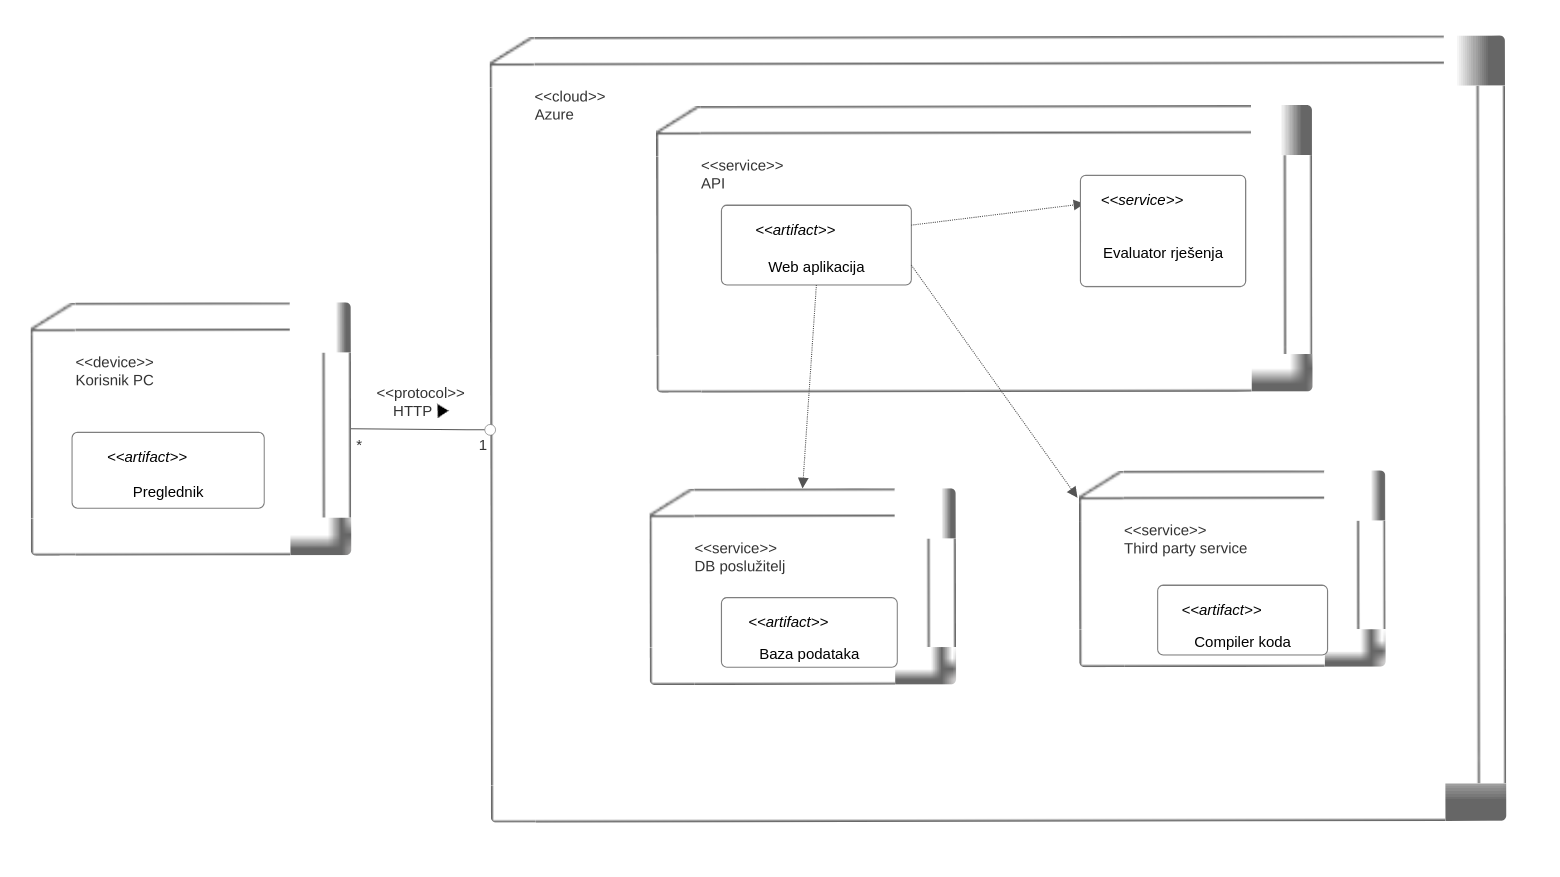 <<cloud>>
Azure
<<service>>
API
<<artifact>>
Web aplikacija
<<service>>
Evaluator rješenja
<<device>>
Korisnik PC
<<artifact>>
Preglednik
<<protocol>>
HTTP
*
1
<<service>>
DB poslužitelj
<<artifact>>
Baza podataka
<<service>>
Third party service
<<artifact>>
Compiler koda